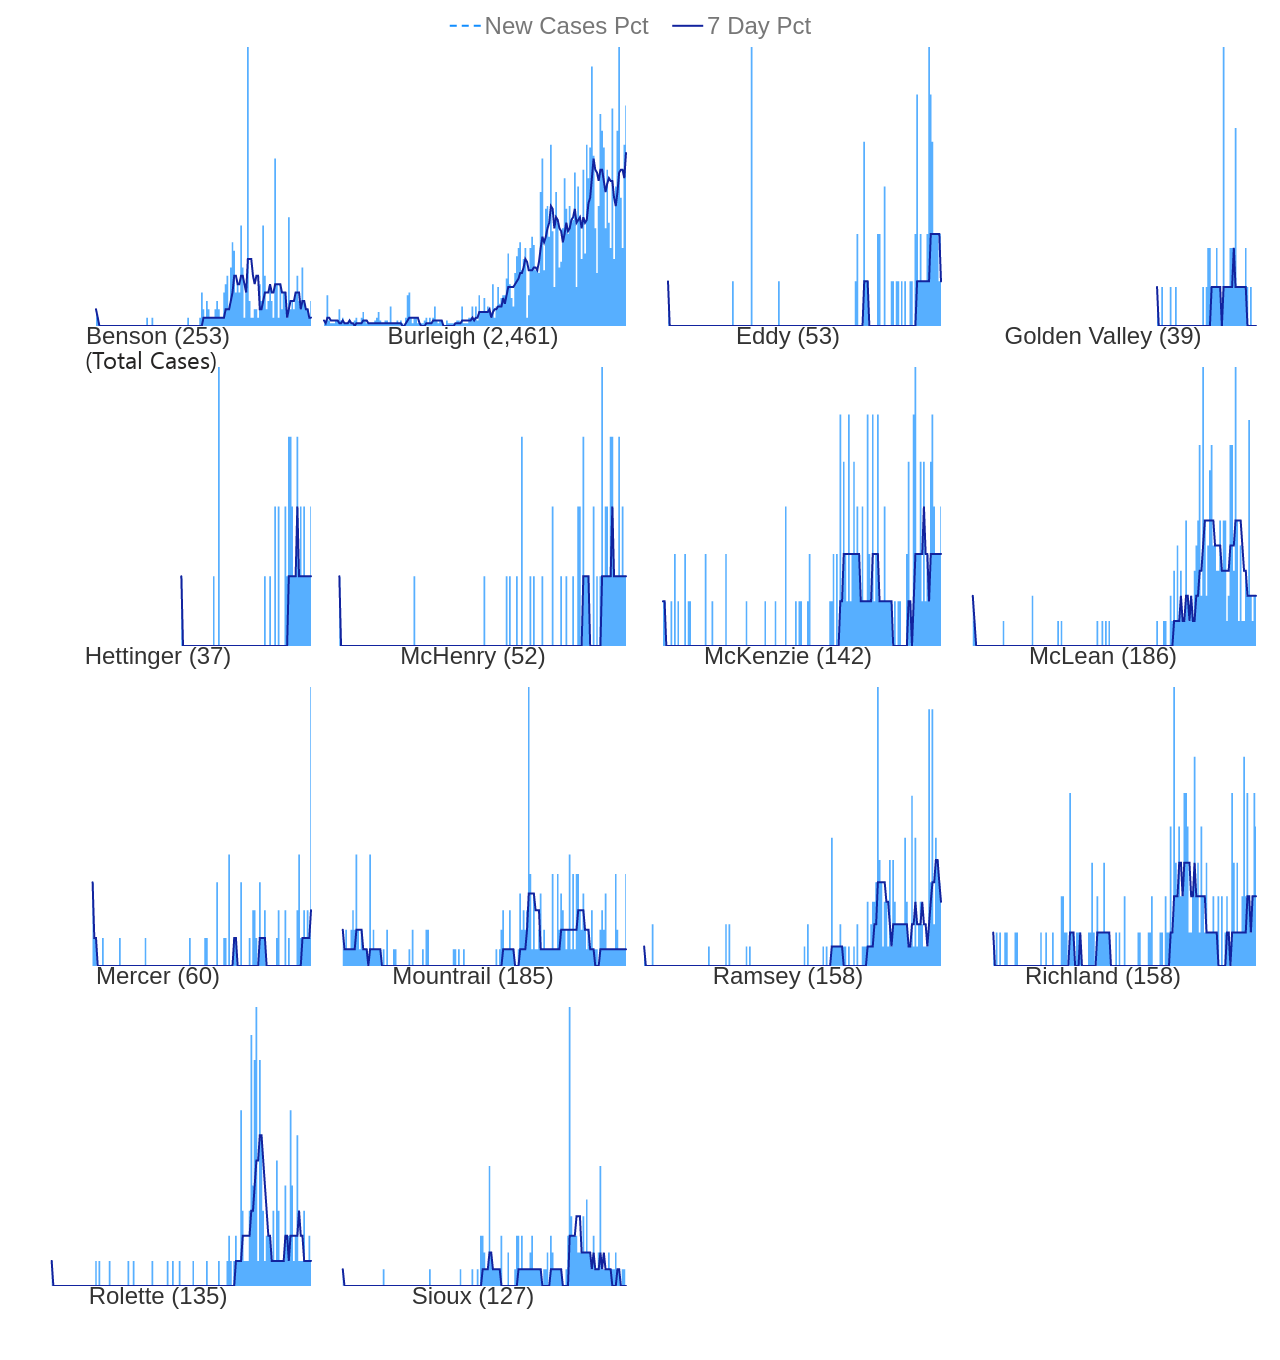 New Cases Pct 7 Day Pct
Benson (253) Burleigh (2,461) Eddy (53) Golden Valley (39)
(Total Cases)
Hettinger (37) McHenry (52) McKenzie (142) McLean (186)
Mercer (60) Mountrail (185) Ramsey (158) Richland (158)
Rolette (135) Sioux (127)